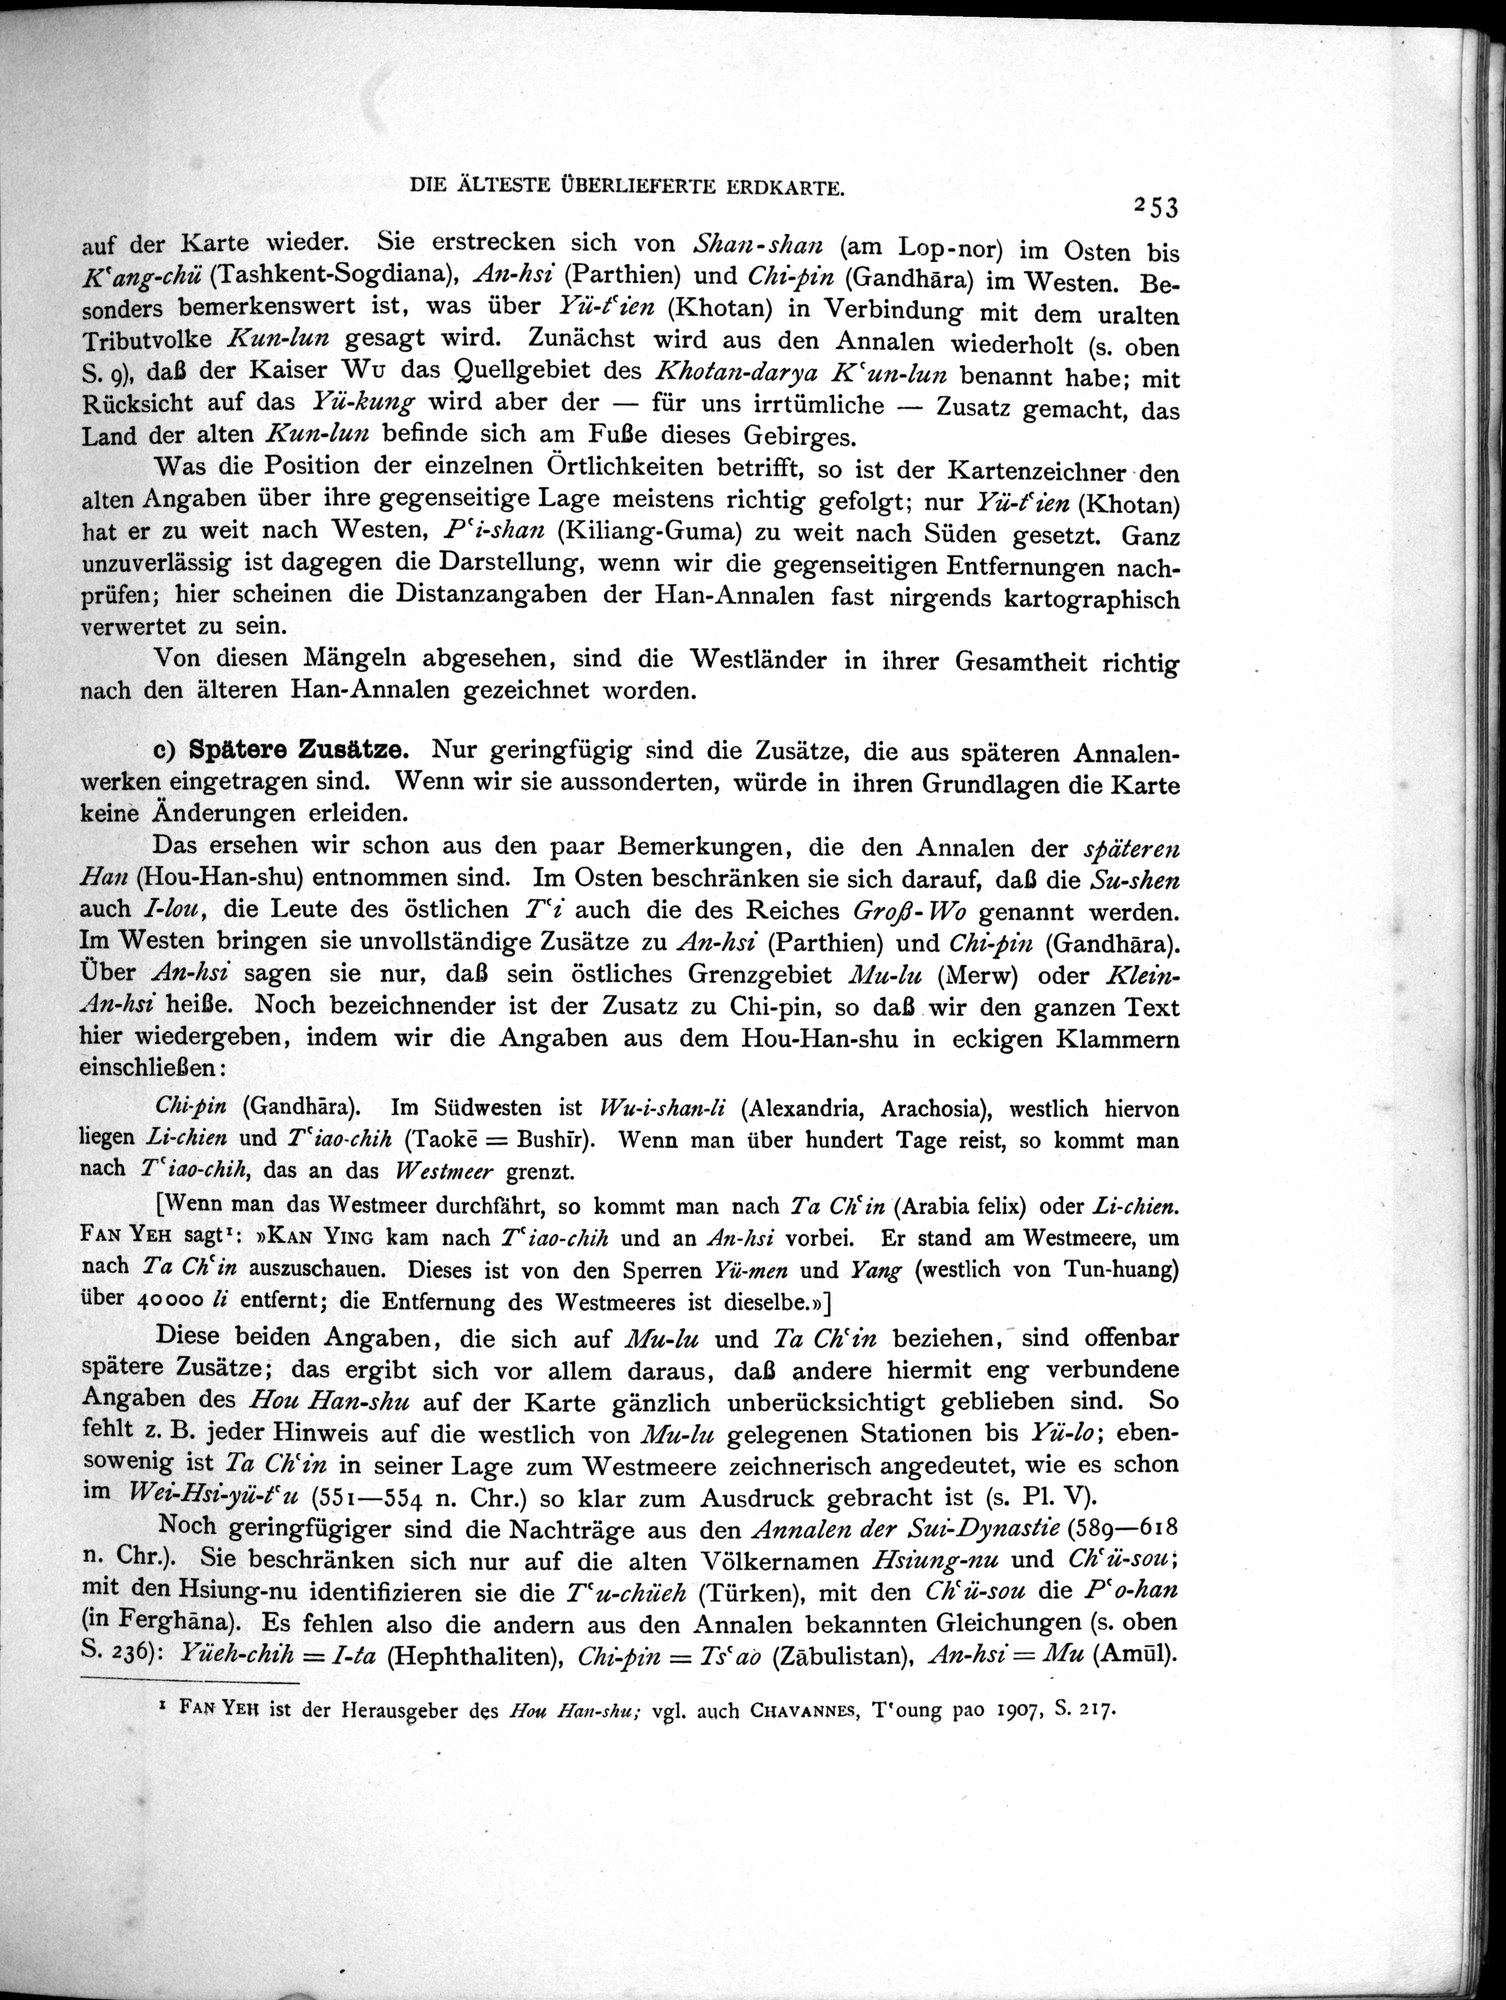 DIE ÄLTESTE ÜBERLIEFERTE ERDKARTE.
253
auf der Karte wieder. Sie erstrecken sich von Shan-shan (am Lop-nor) im Osten bis
Kʽang-chü (Tashkent-Sogdiana), An-hsi (Parthien) und Chi-pin (Gandhāra) im Westen. Be-
sonders bemerkenswert ist, was über Yü-tʽien (Khotan) in Verbindung mit dem uralten
Tributvolke Kun-lun gesagt wird. Zunächst wird aus den Annalen wiederholt (s. oben
S. 9), daß der Kaiser WU das Quellgebiet des Khotan-darya Kʽun-lun benannt habe; mit
Rücksicht auf das Yü-kung wird aber der — für uns irrtümliche — Zusatz gemacht, das
Land der alten Kun-lun befinde sich am Fuße dieses Gebirges.
Was die Position der einzelnen Örtlichkeiten betrifft, so ist der Kartenzeichner den
alten Angaben über ihre gegenseitige Lage meistens richtig gefolgt; nur Yü-tʽien (Khotan)
hat er zu weit nach Westen, Pʽi-shan (Kiliang-Guma) zu weit nach Süden gesetzt. Ganz
unzuverlässig ist dagegen die Darstellung, wenn wir die gegenseitigen Entfernungen nach-
prüfen; hier scheinen die Distanzangaben der Han-Annalen fast nirgends kartographisch
verwertet zu sein.
Von diesen Mängeln abgesehen, sind die Westländer in ihrer Gesamtheit richtig
nach den älteren Han-Annalen gezeichnet worden.
c) Spätere Zusätze. Nur geringfügig sind die Zusätze, die aus späteren Annalen-
werken eingetragen sind. Wenn wir sie aussonderten, würde in ihren Grundlagen die Karte
keine Änderungen erleiden.
Das ersehen wir schon aus den paar Bemerkungen, die den Annalen der späteren
Han (Hou-Han-shu) entnommen sind. Im Osten beschränken sie sich darauf, daß die Su-shen
auch I-lou, die Leute des östlichen Tʽi auch die des Reiches Groß-Wo genannt werden.
Im Westen bringen sie unvollständige Zusätze zu An-hsi (Parthien) und Chi-pin (Gandhāra).
Über An-hsi sagen sie nur, daß sein östliches Grenzgebiet Mu-lu (Merw) oder Klein-
An-hsi heiße. Noch bezeichnender ist der Zusatz zu Chi-pin, so daß wir den ganzen Text
hier wiedergeben, indem wir die Angaben aus dem Hou-Han-shu in eckigen Klammern
einschließen:
Chi-pin (Gandhāra). Im Südwesten ist Wu-i-shan-li (Alexandria, Arachosia), westlich hiervon
liegen Li-chien und Tʽiao-chih (Taokē = Bushīr). Wenn man über hundert Tage reist, so kommt man
nach Tʽiao-chih, das an das Westmeer grenzt.
[Wenn man das Westmeer durchfährt, so kommt man nach Ta Chʽin (Arabia felix) oder Li-chien.
FAN YEH sagt¹: »KAN YING kam nach Tʽiao-chih und an An-hsi vorbei. Er stand am Westmeere, um
nach Ta Chʽin auszuschauen. Dieses ist von den Sperren Yü-men und Yang (westlich von Tun-huang)
über 40000 li entfernt; die Entfernung des Westmeeres ist dieselbe.»]
Diese beiden Angaben, die sich auf Mu-lu und Ta Chʽin beziehen, sind offenbar
spätere Zusätze; das ergibt sich vor allem daraus, daß andere hiermit eng verbundene
Angaben des Hou Han-shu auf der Karte gänzlich unberücksichtigt geblieben sind. So
fehlt z. B. jeder Hinweis auf die westlich von Mu-lu gelegenen Stationen bis Yü-lo; eben-
sowenig ist Ta Chʽin in seiner Lage zum Westmeere zeichnerisch angedeutet, wie es schon
im Wei-Hsi-yü-tʽu (551—554 n. Chr.) so klar zum Ausdruck gebracht ist (s. Pl. V).
Noch geringfügiger sind die Nachträge aus den Annalen der Sui-Dynastie (589—618
n. Chr.). Sie beschränken sich nur auf die alten Völkernamen Hsiung-nu und Chʽü-sou;
mit den Hsiung-nu identifizieren sie die Tʽu-chüeh (Türken), mit den Chʽü-sou die Pʽo-han
(in Ferghāna). Es fehlen also die andern aus den Annalen bekannten Gleichungen (s. oben
S. 236): Yüeh-chih = I-ta (Hephthaliten), Chi-pin = Tsʽao (Zābulistan), An-hsi = Mu (Amūl).
¹ FAN YEH ist der Herausgeber des Hou Han-shu; vgl. auch CHAVANNES, Tʽoung pao 1907, S. 217.